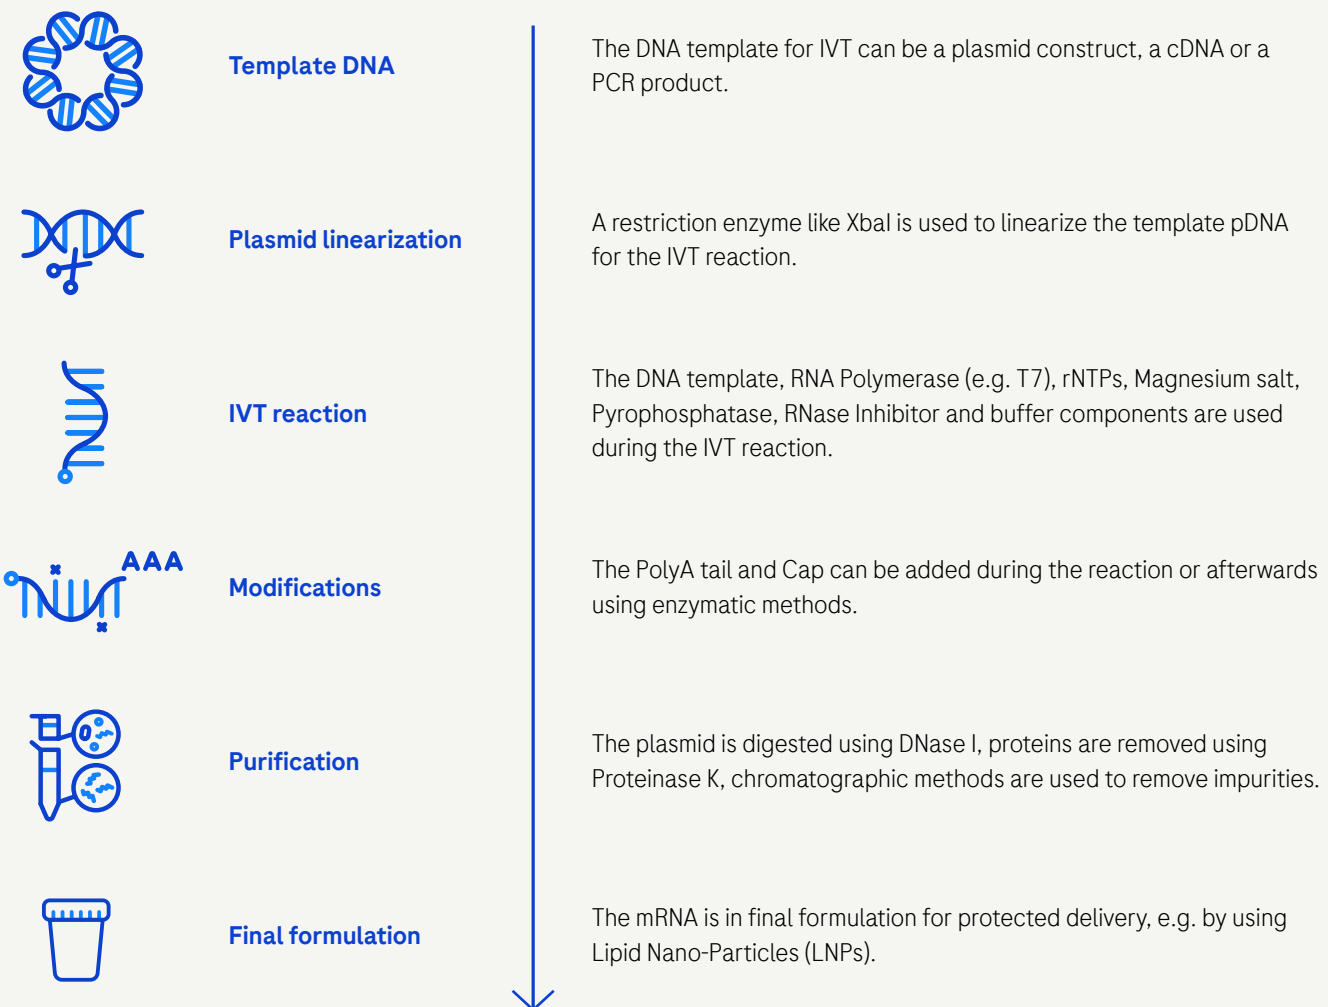 Template DNA
The DNA template for IVT can be a plasmid construct, a cDNA or a
PCR product.
Plasmid linearization
A restriction enzyme like XbaI is used to linearize the template pDNA
for the IVT reaction.
IVT reaction
The DNA template, RNA Polymerase (e.g. T7), rNTPs, Magnesium salt,
Pyrophosphatase, RNase Inhibitor and buffer components are used
during the IVT reaction.
AAA
Modifications
The PolyA tail and Cap can be added during the reaction or afterwards
using enzymatic methods.
Purification
The plasmid is digested using DNase I, proteins are removed using
Proteinase K, chromatographic methods are used to remove impurities.
Final formulation
The mRNA is in final formulation for protected delivery, e.g. by using
Lipid Nano-Particles (LNPs).